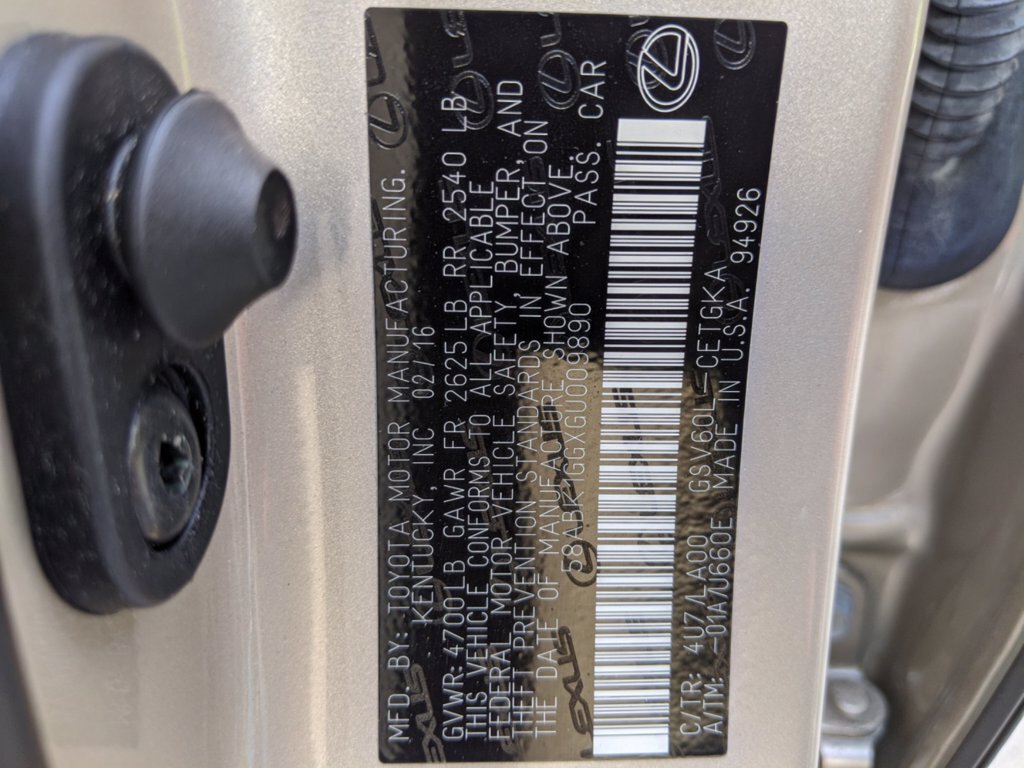 MFD. BY: TOYOTA MOTOR MANUFACTURING.
KENTUCKY INC 02/16
GVWR: 4700LB GAWR FR 2625LB RR 2540 LB
THIS VEHICLE CONFORMS TO ALL APPLICABLE
FEDERAL MOTOR VEHICLE SAFETY, BUMPER, AND
THEFT PREVENTION STANDARDS IN EFFECT ON
THE DATE OF MANUFACTURE SHOWN ABOVE.
58ABK1GGXGU009890 PASS. CAR
C/TR: 4U7/LA00 GSV60L-CETGKA
A/TM: -01A/U660E MADE IN U.S.A. 94926